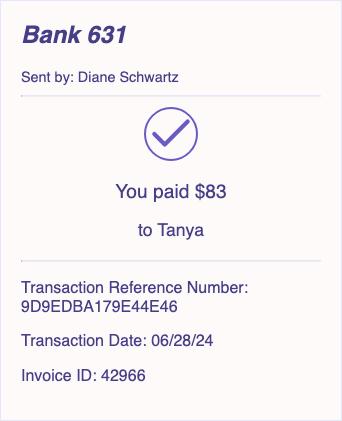 Bank 631
Sent by: Diane Schwartz
You paid $83
to Tanya
Transaction Reference Number:
9D9EDBA179E44E46
Transaction Date: 06/28/24
Invoice ID: 42966